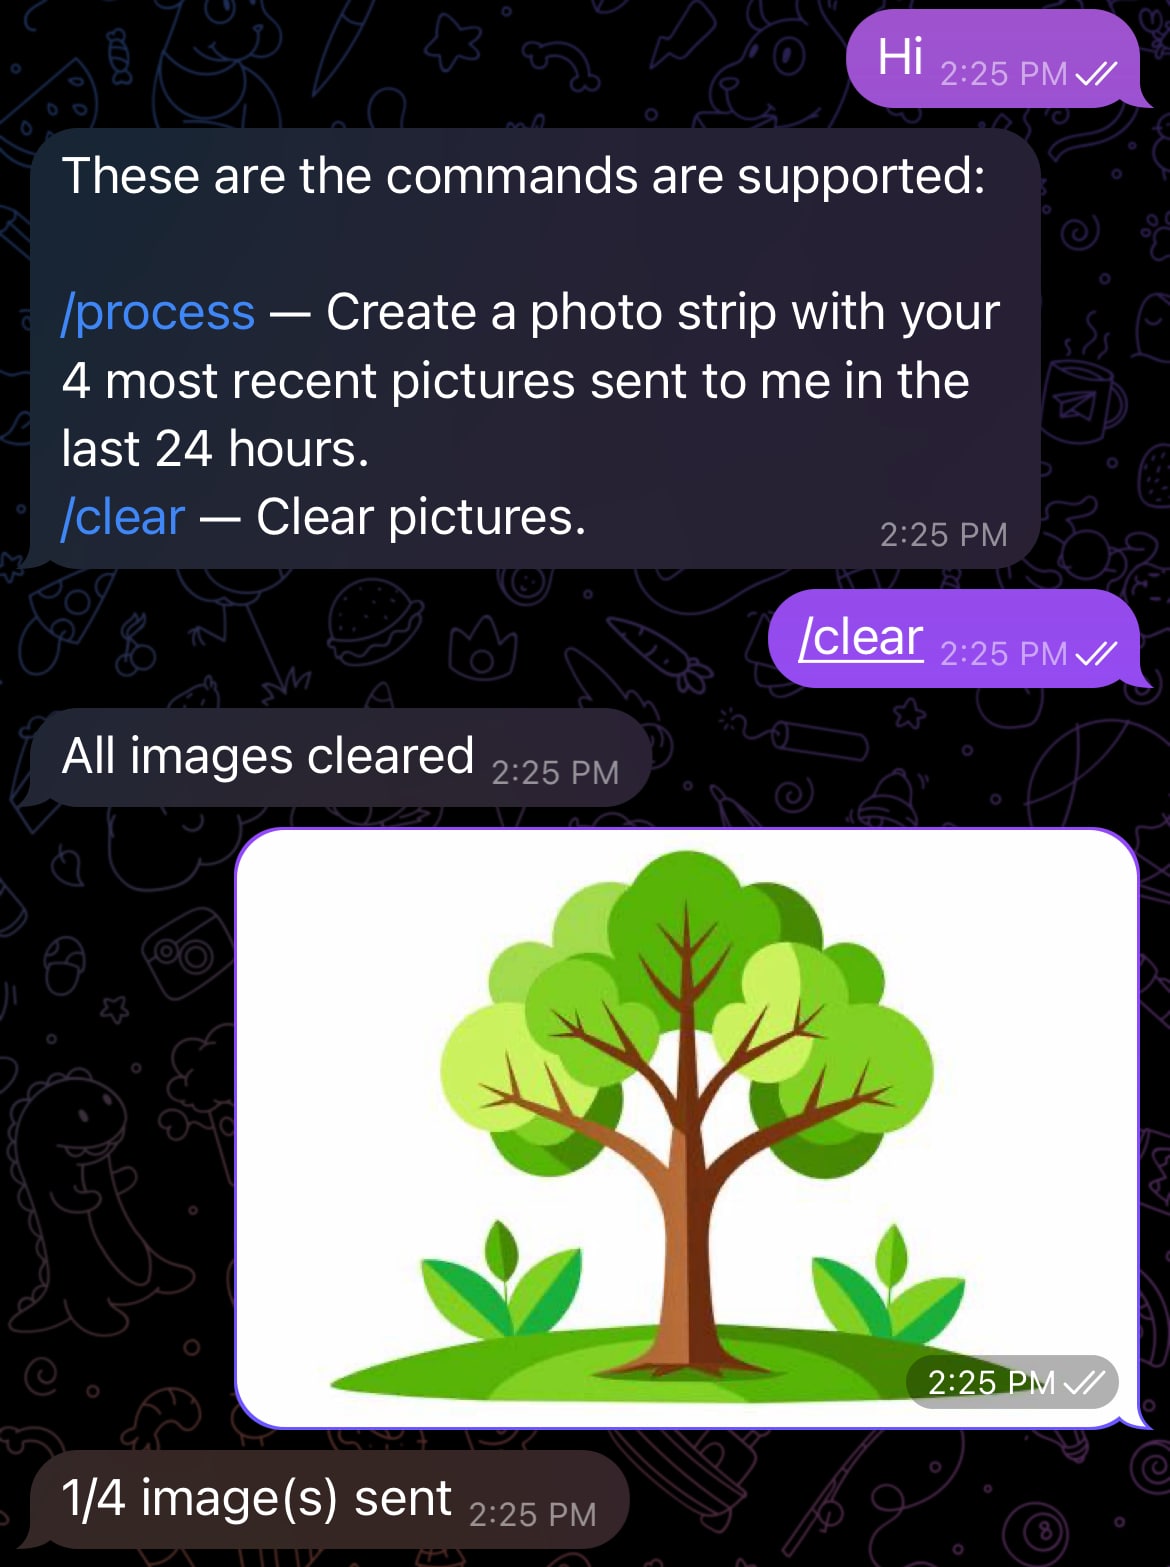 Hi 2:25 PM
These are the commands are supported:
/process — Create a photo strip with your
4 most recent pictures sent to me in the
last 24 hours.
/clear — Clear pictures.
2:25 PM
/clear 2:25 PM
All images cleared 2:25 PM
2:25 PM
1/4 image(s) sent 2:25 PM